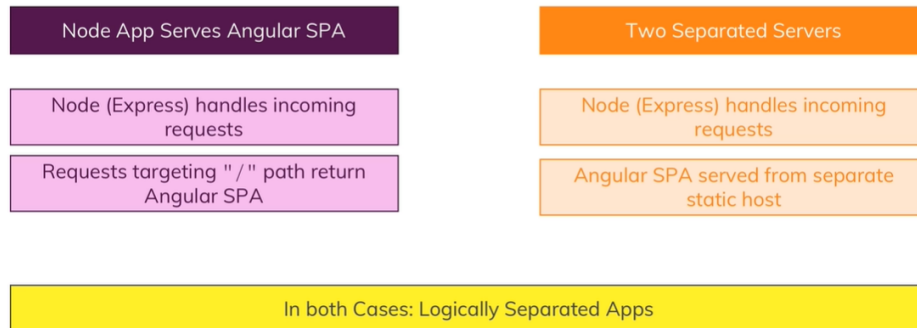 Node App Serves Angular SPA
Two Separated Servers
Node (Express) handles incoming
requests
Node (Express) handles incoming
requests
Requests targeting "/" path return
Angular SPA
Angular SPA served from separate
static host
In both Cases: Logically Separated Apps